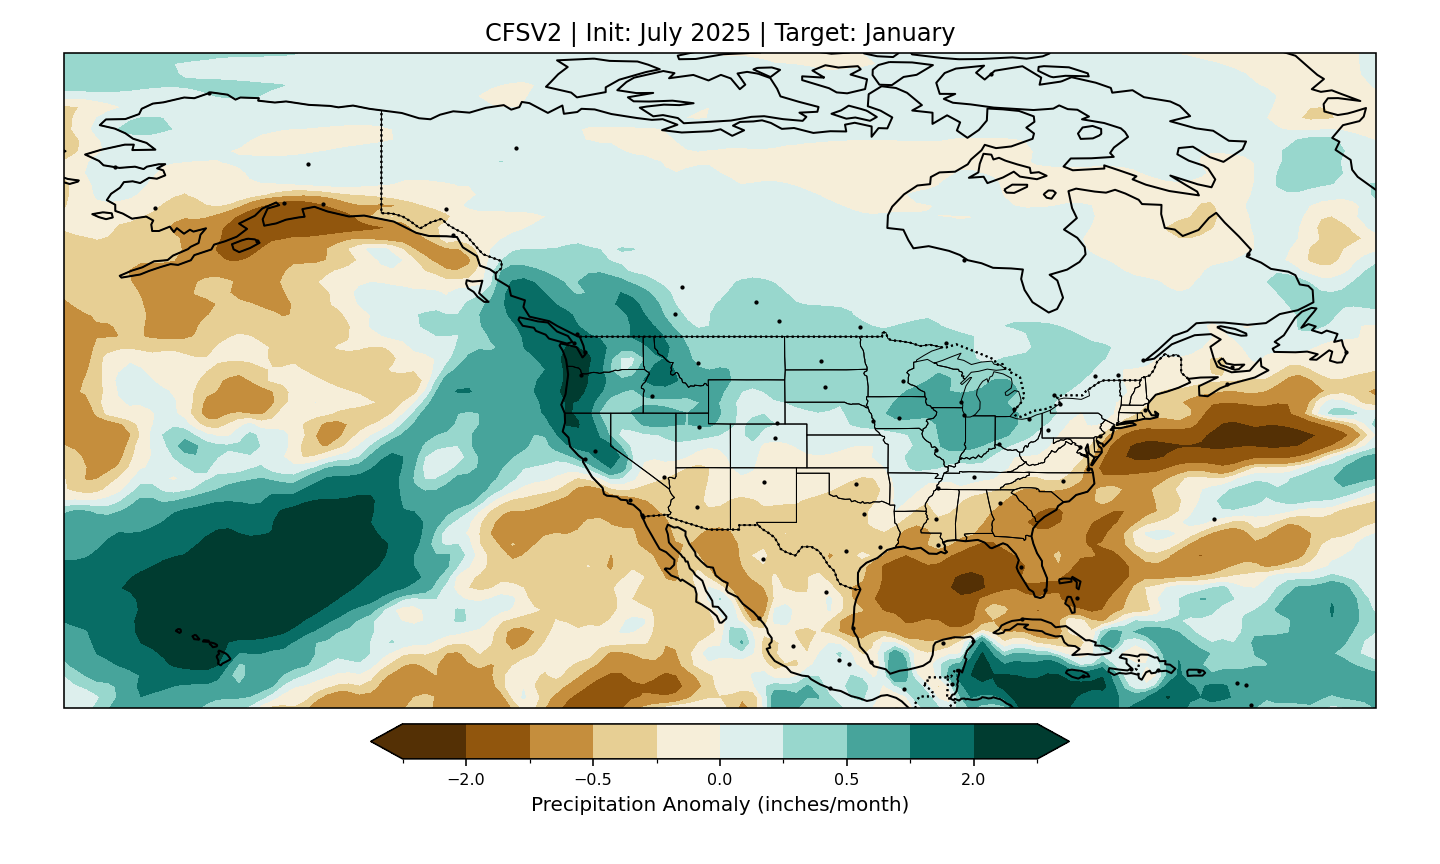 CFSV2 | Init: July 2025 | Target: January
−2.0 −0.5 0.0 0.5 2.0
Precipitation Anomaly (inches/month)